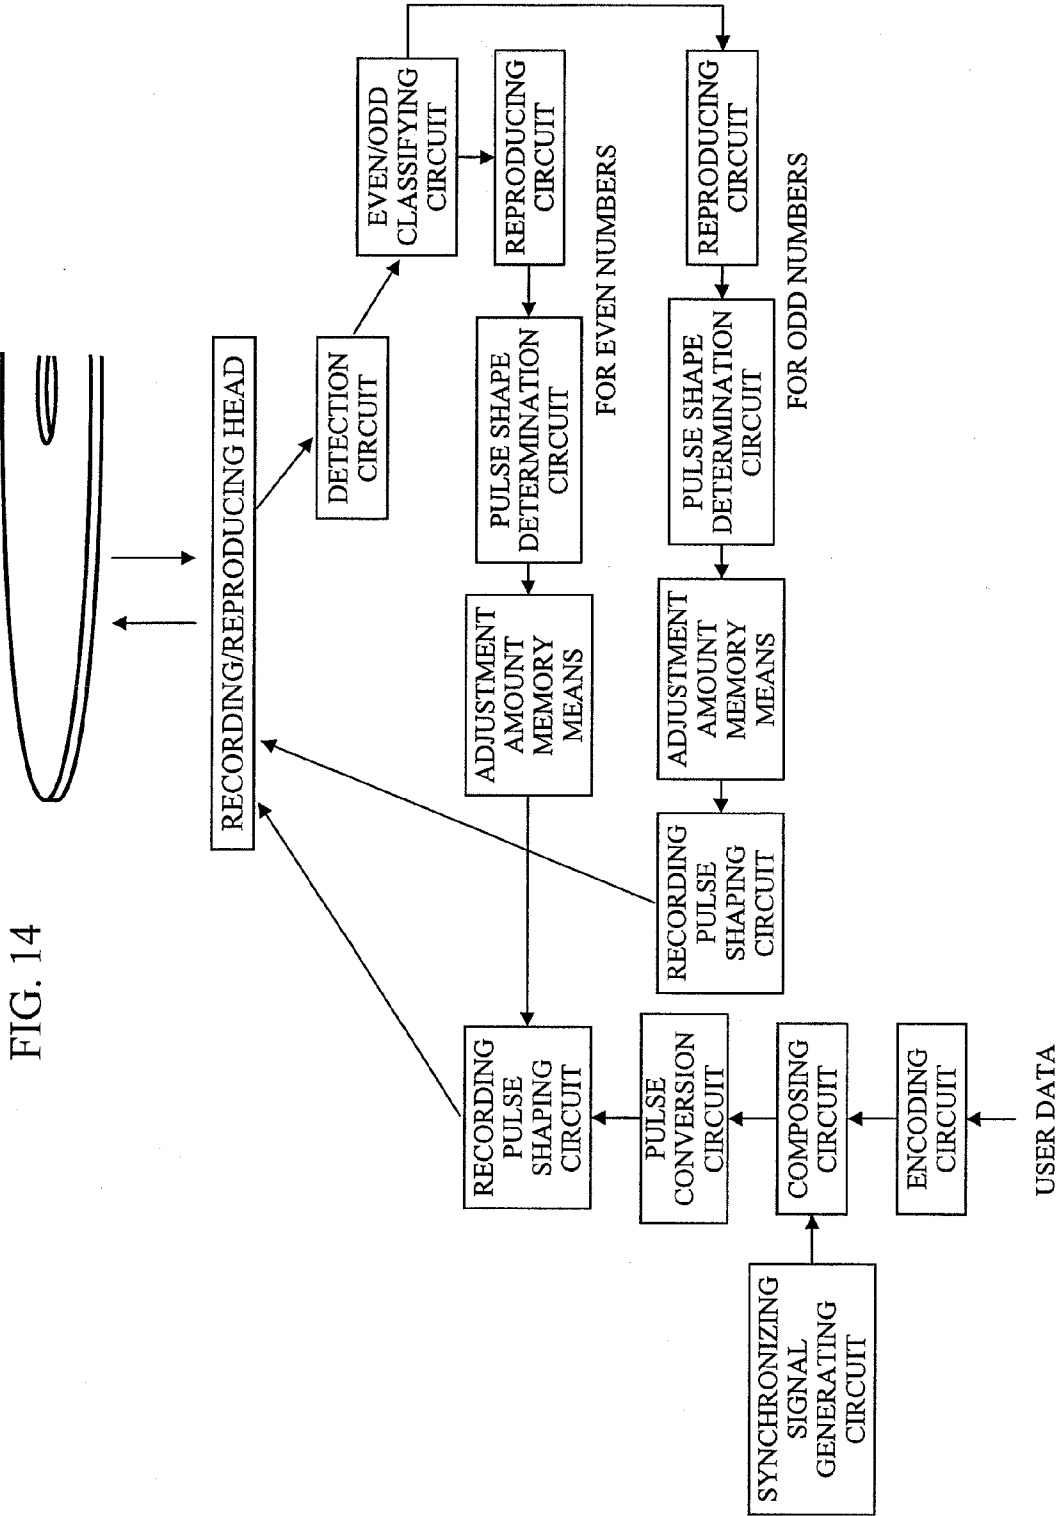 FIG. 14
RECORDING/REPRODUCING HEAD
DETECTION
CIRCUIT
EVEN/ODD
CLASSIFYING
CIRCUIT
RECORDING
PULSE
SHAPING
CIRCUIT
ADJUSTMENT
AMOUNT
MEMORY
MEANS
PULSE SHAPE
DETERMINATION
CIRCUIT
REPRODUCING
CIRCUIT
FOR EVEN NUMBERS
PULSE
CONVERSION
CIRCUIT
RECORDING
PULSE
SHAPING
CIRCUIT
ADJUSTMENT
AMOUNT
MEMORY
MEANS
PULSE SHAPE
DETERMINATION
CIRCUIT
REPRODUCING
CIRCUIT
FOR ODD NUMBERS
SYNCHRONIZING
SIGNAL
GENERATING
CIRCUIT
COMPOSING
CIRCUIT
ENCODING
CIRCUIT
USER DATA